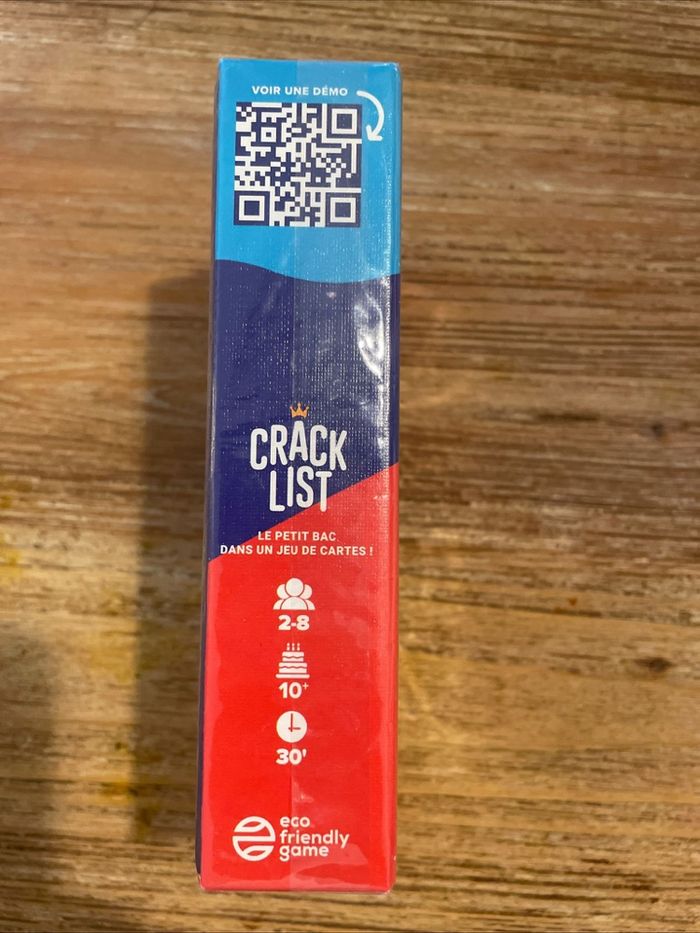 VOIR UNE DÉMO
CRACK
LIST
LE PETIT BAC
DANS UN JEU DE CARTES !
2-8
10+
30'
eco
friendly
game